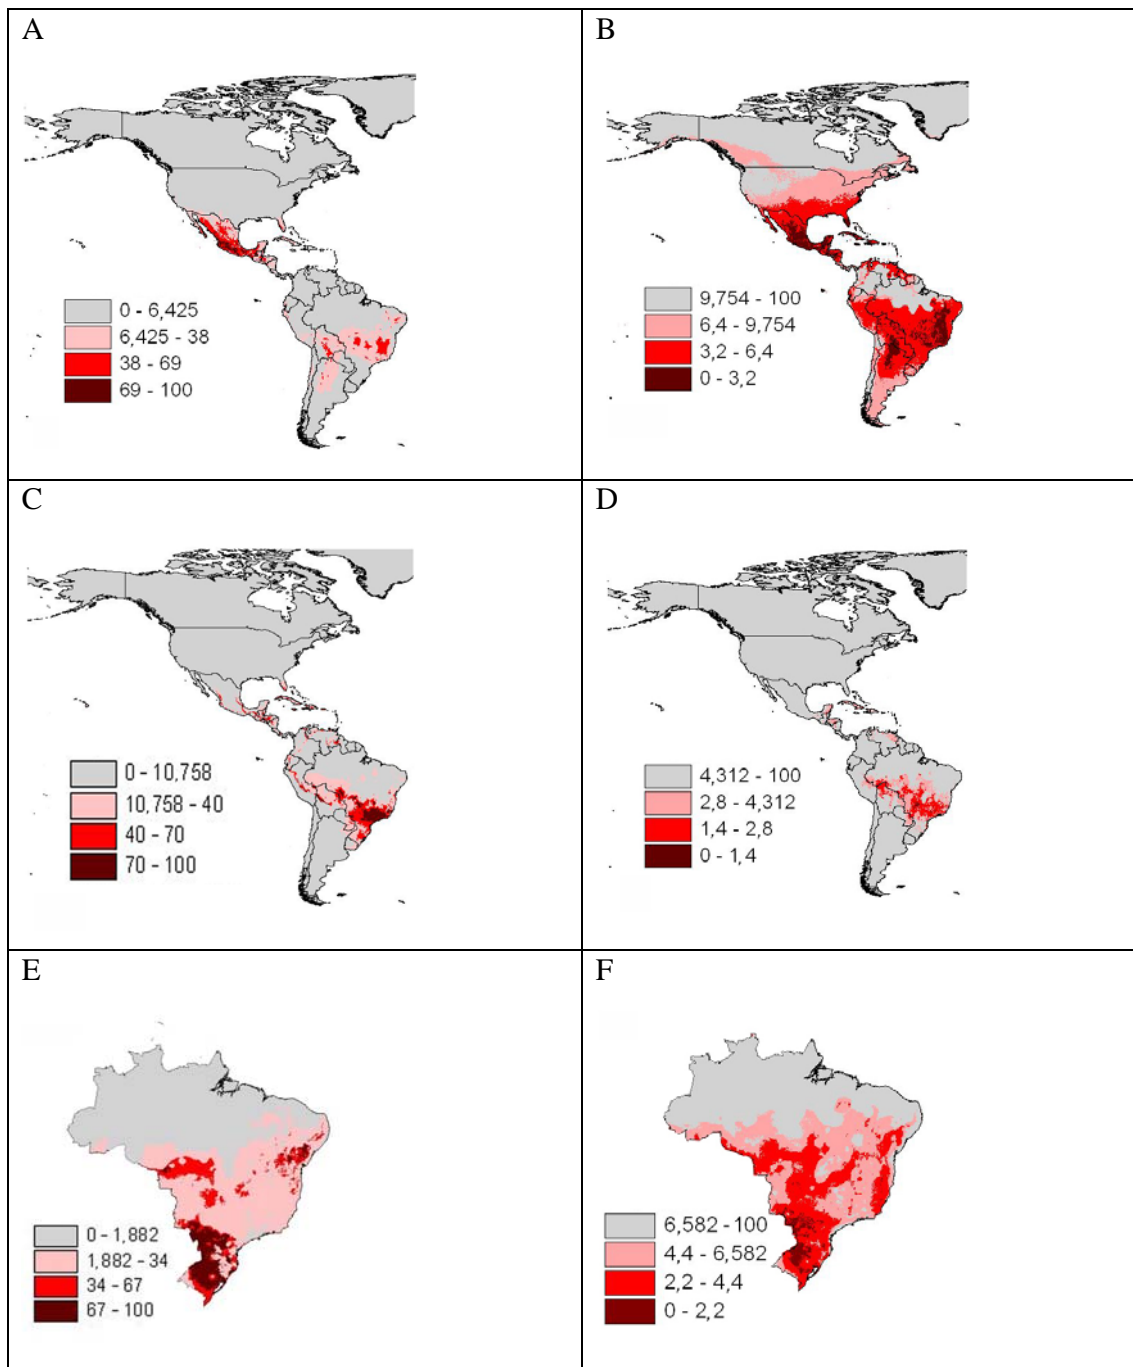 A
0 - 6,425
6,425 - 38
38 - 69
69 - 100
B
9,754 - 100
6,4 - 9,754
3,2 - 6,4
0 - 3,2
C
0 - 10,758
10,758 - 40
40 - 70
70 - 100
D
4,312 - 100
2,8 - 4,312
1,4 - 2,8
0 - 1,4
E
0 - 1,882
1,882 - 34
34 - 67
67 - 100
F
6,582 - 100
4,4 - 6,582
2,2 - 4,4
0 - 2,2